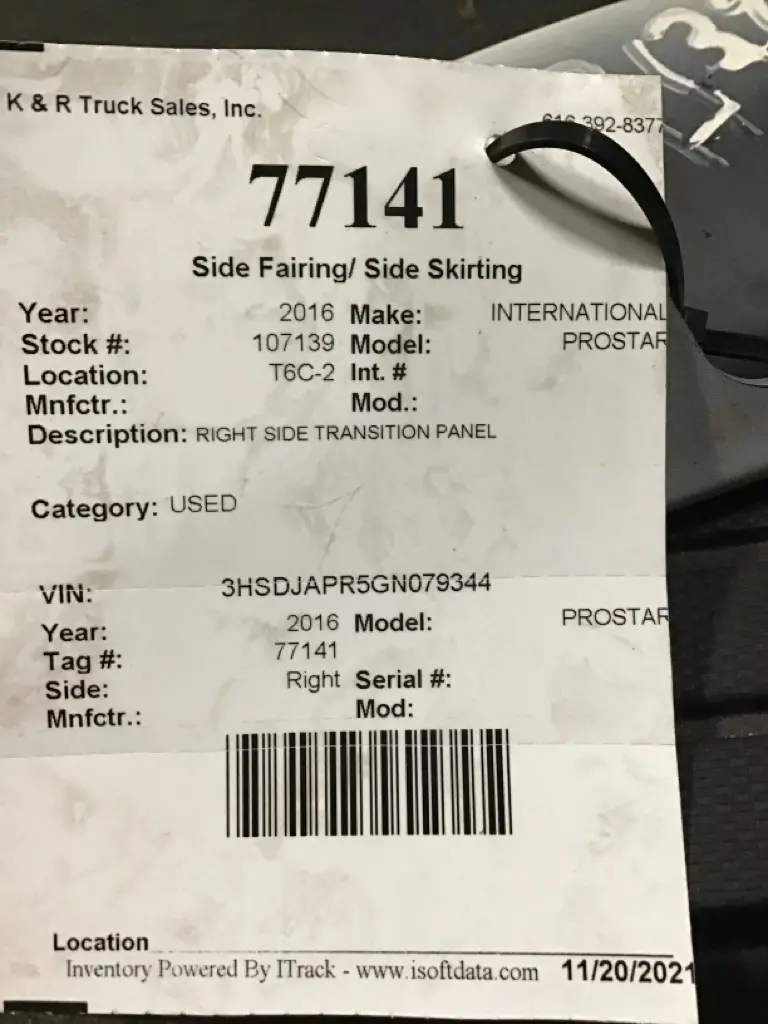 K & R Truck Sales, Inc.
616-392-8377
77141
Side Fairing/ Side Skirting
Year: 2016 Make: INTERNATIONAL
Stock #: 107139 Model: PROSTAR
Location: T6C-2 Int. #
Mnfctr.: Mod.:
Description: RIGHT SIDE TRANSITION PANEL
Category: USED
VIN: 3HSDJAPR5GN079344
Year: 2016 Model: PROSTAR
Tag #: 77141
Side: Right Serial #:
Mnfctr.: Mod:
Location
Inventory Powered By ITrack - www.isoftdata.com 11/20/2021